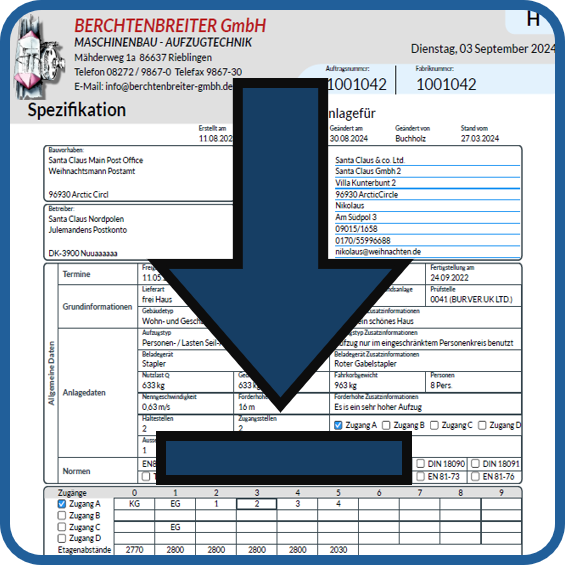 H
BERCHTENBREITER GmbH
MASCHINENBAU - AUFZUGTECHNIK
Mähderweg 1a 86637 Rieblingen
Telefon 08272 / 9867-0 Telefax 9867-30
E-Mail: info@berchtenbreiter-gmbh.de
Dienstag, 03 September 2024
Auftragsnummer: Fabriknummer:
1001042 1001042
Spezifikation nlagefür
Erstellt am Geändert am Geändert von Stand vom
11.08.202 30.08.2024 Buchholz 27.03.2024
Bauvorhaben:
Santa Claus Main Post Office
Weihnachtsmann Postamt
96930 Arctic Circl
Santa Claus & co. Ltd.
Santa Claus Gmbh 2
Villa Kunterbunt 2
96930 ArcticCircle
Nikolaus
Am Südpol 3
09015/1658
0170/55996688
nikolaus@weihnachten.de
Betreiber:
Santa Claus Nordpolen
Julemandens Postkonto
DK-3900 Nuuaaaaaa
Allgemeine Daten
Termine
Fertigstellung am
11.05. 24.09.2022
Grundinformationen
Lieferart Prüfstelle
frei Haus 0041 (BUR VER UK LTD.)
Gebäudetyp Zusatzinformationen
Wohn- und Gesch ein schönes Haus
Anlagedaten
Aufzugstyp Zusatzinformationen
Personen- / Lasten Seil- Aufzug nur im eingeschränktem Personenkreis benutzt
Beladegerät Beladegerät Zusatzinformationen
Stapler Roter Gabelstapler
Nutzlast Q Fahrkorbgewicht Personen
633 kg 633 kg 963 kg 8 Pers.
Nenngeschwindigkeit Förderhöhe Förderhöhe Zusatzinformationen
0,63 m/s 16 m Es ist ein sehr hoher Aufzug
Haltestellen Zugangsstellen
2 2 Zugang A Zugang B Zugang C Zugang D
1
Normen
EN8 DIN 18090 DIN 18091
EN 81-73 EN 81-76
Zugänge 0 1 2 3 4 5 6 7 8 9
Zugang A KG EG 1 2 3 4
Zugang B
Zugang C EG
Zugang D
Etagenabstände 2770 2800 2800 2800 2800 2030